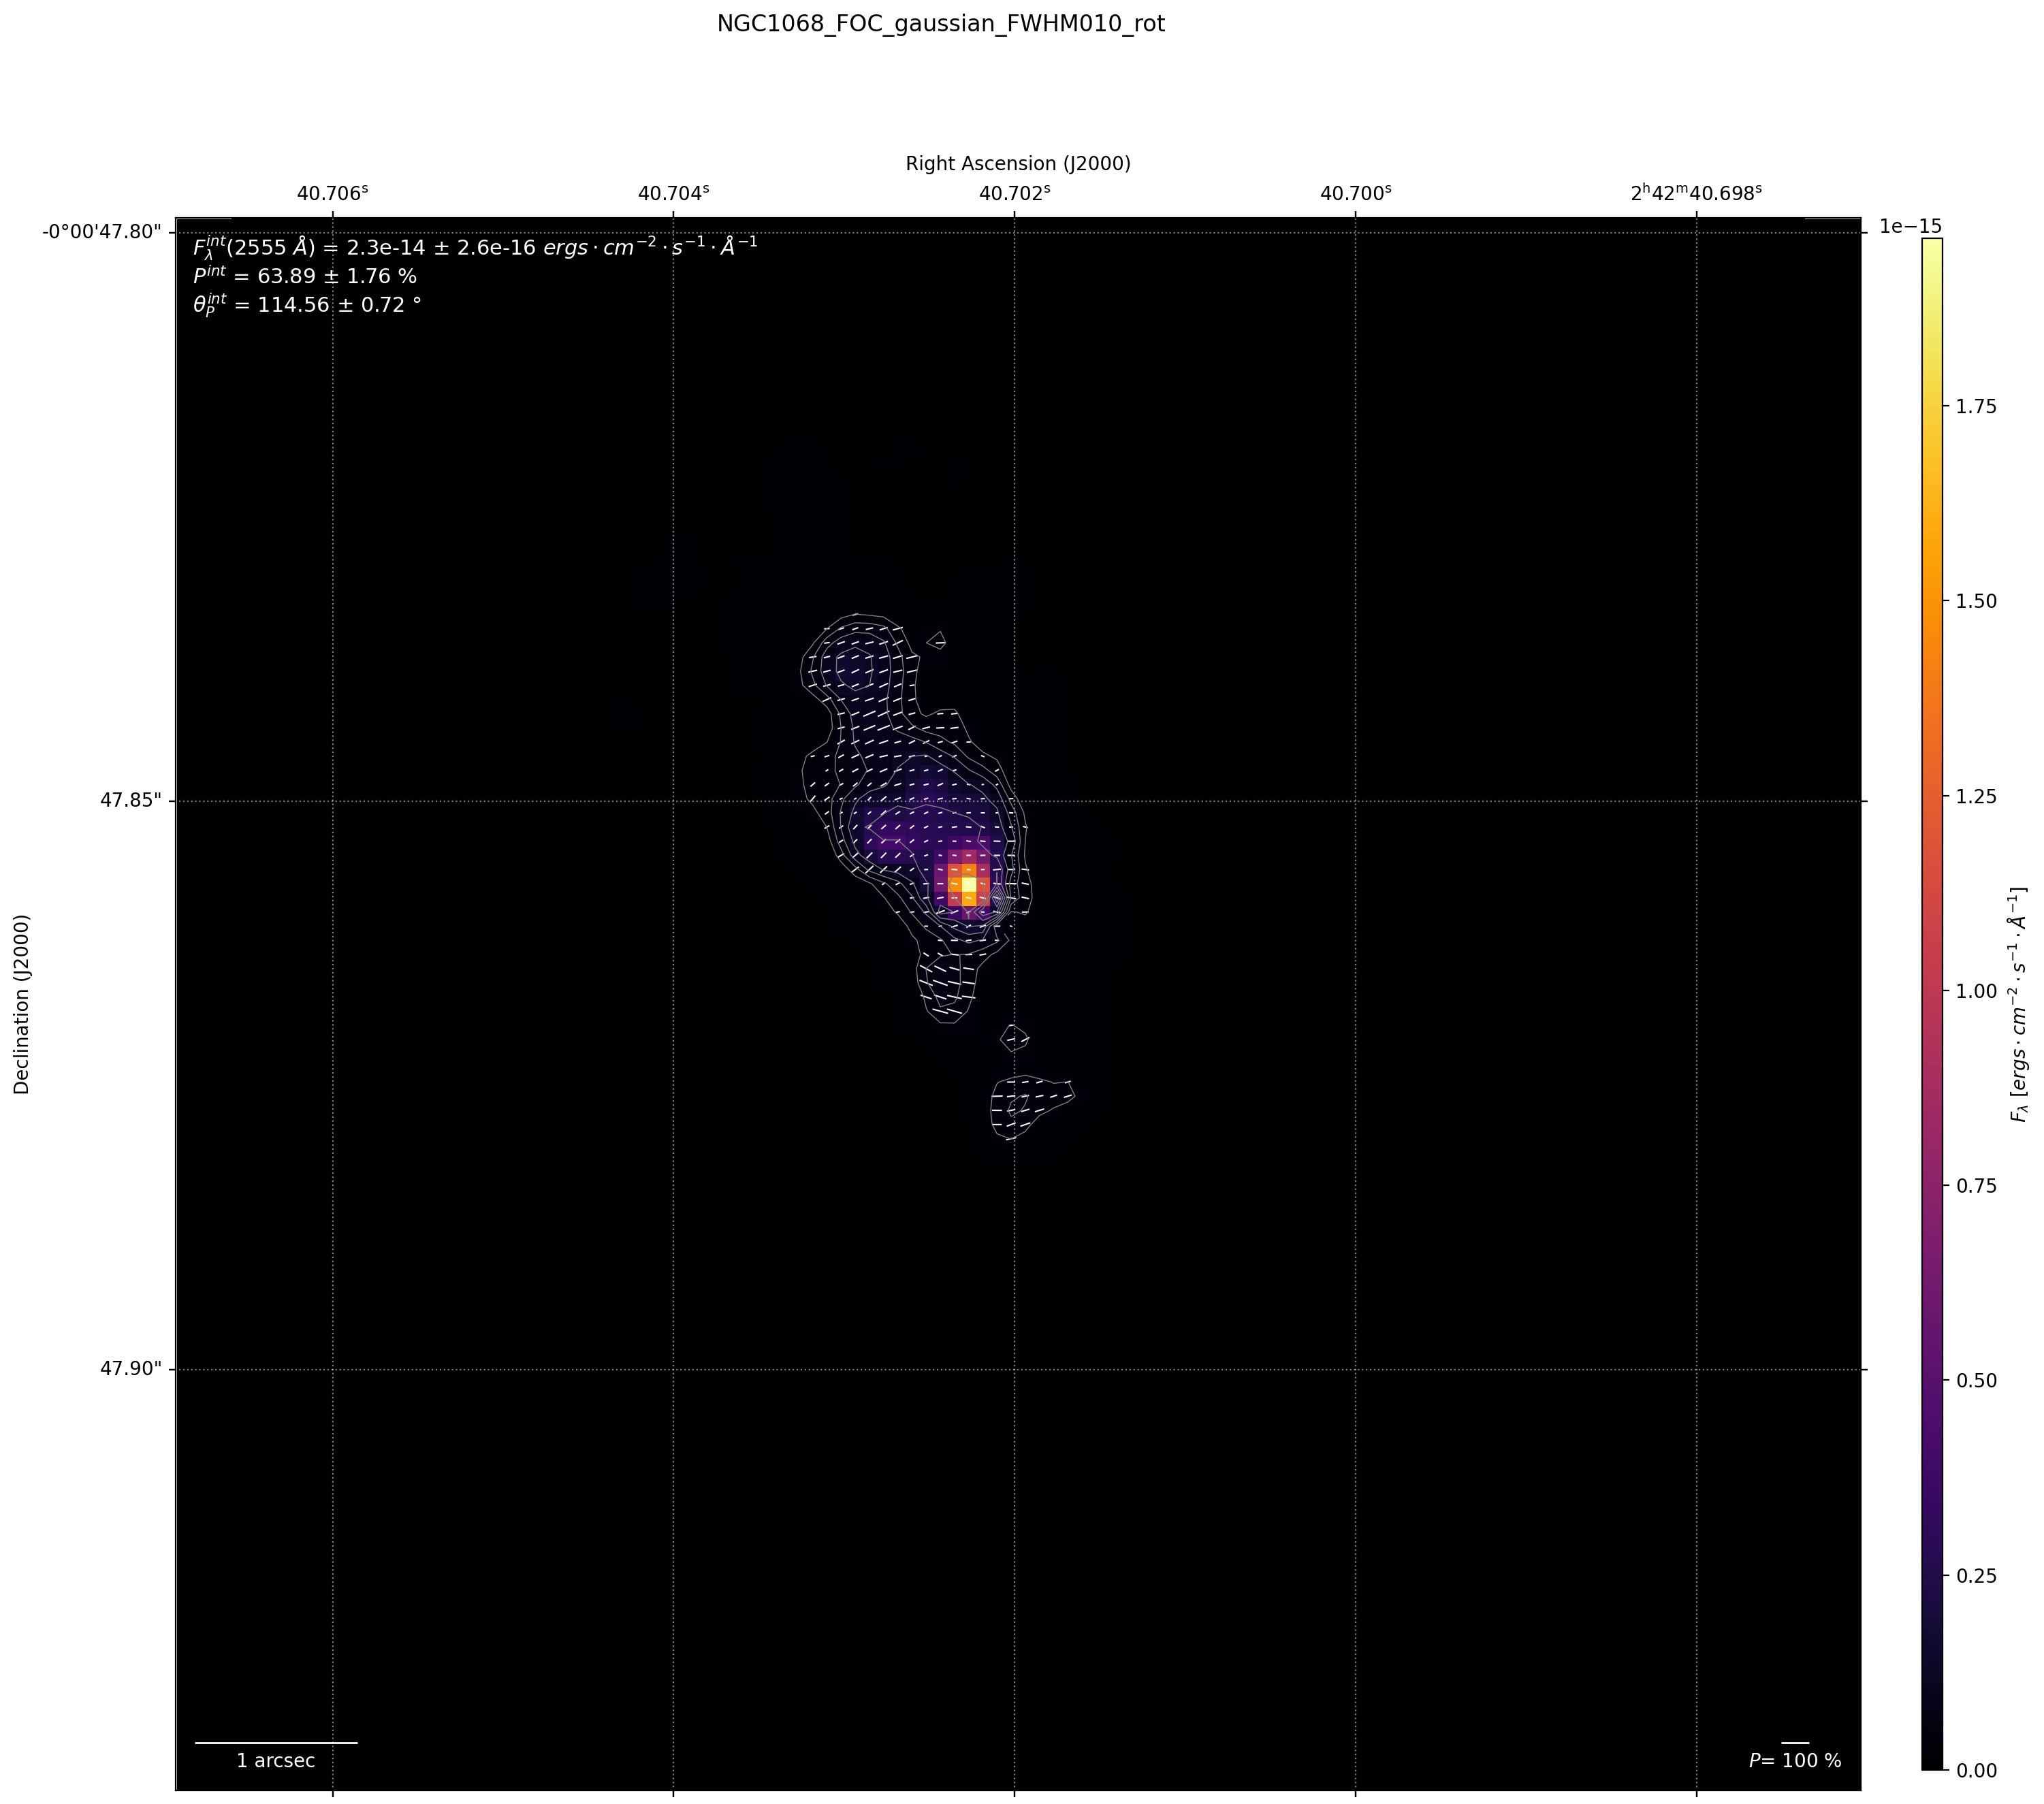 NGC1068_FOC_gaussian_FWHM010_rot
Right Ascension (J2000)
40.706ˢ 40.704ˢ 40.702ˢ 40.700ˢ 2ʰ42ᵐ40.698ˢ
-0°00'47.80"
47.85"
47.90"
Declination (J2000)
F_λ^int(2555 Å) = 2.3e-14 ± 2.6e-16 ergs·cm⁻²·s⁻¹·Å⁻¹
P^int = 63.89 ± 1.76 %
θ_P^int = 114.56 ± 0.72 °
1 arcsec
P= 100 %
1e−15
1.75
1.50
1.25
1.00
0.75
0.50
0.25
0.00
F_λ [ergs·cm⁻²·s⁻¹·Å⁻¹]